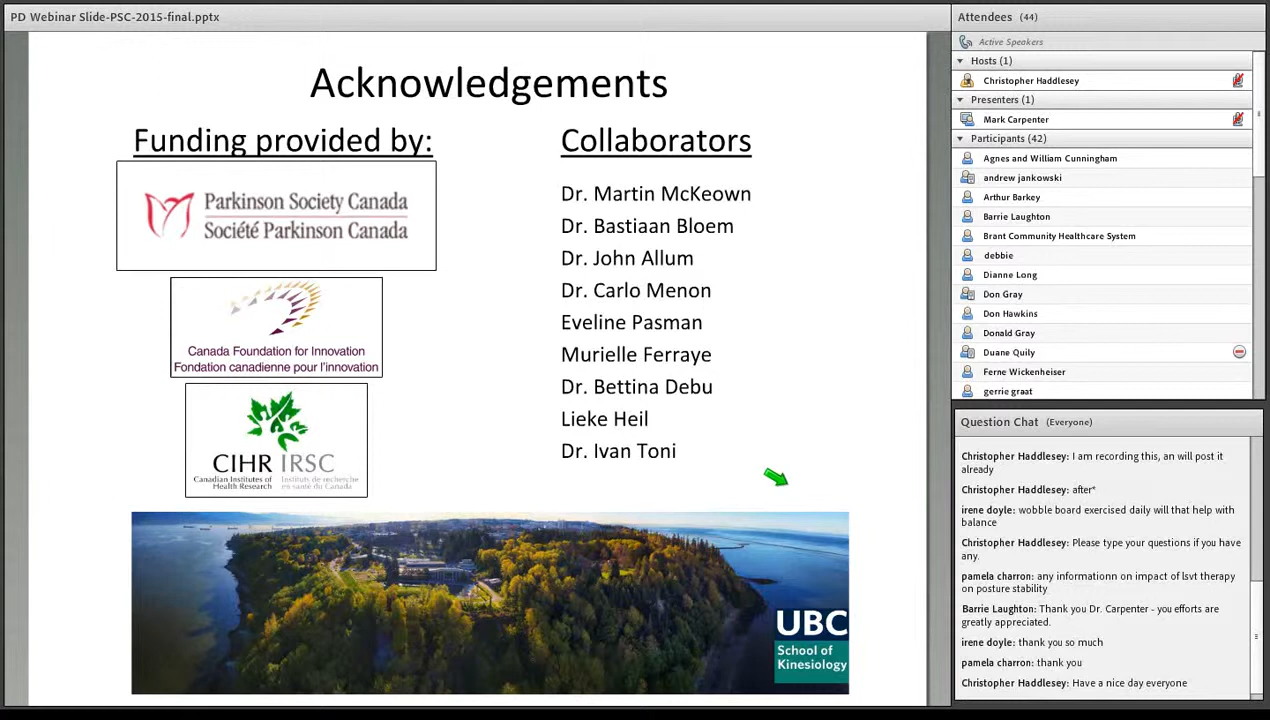 PD Webinar Slide-PSC-2015-final.pptx
Acknowledgements
Funding provided by:
Parkinson Society Canada
Société Parkinson Canada
Canada Foundation for Innovation
Fondation canadienne pour l'innovation
CIHR IRSC
Canadian Institutes of Health Research
Instituts de recherche en santé du Canada
Collaborators
Dr. Martin McKeown
Dr. Bastiaan Bloem
Dr. John Allum
Dr. Carlo Menon
Eveline Pasman
Murielle Ferraye
Dr. Bettina Debu
Lieke Heil
Dr. Ivan Toni
UBC
School of
Kinesiology
Attendees (44)
Active Speakers
Hosts (1)
Christopher Haddlesey
Presenters (1)
Mark Carpenter
Participants (42)
Agnes and William Cunningham
andrew jankowski
Arthur Barkey
Barrie Laughton
Brant Community Healthcare System
debbie
Dianne Long
Don Gray
Don Hawkins
Donald Gray
Duane Quily
Ferne Wickenheiser
gerrie graat
Question Chat (Everyone)
Christopher Haddlesey: I am recording this, an will post it
already
Christopher Haddlesey: after*
irene doyle: wobble board exercised daily will that help with
balance
Christopher Haddlesey: Please type your questions if you have
any.
pamela charron: any informationn on impact of lsvt therapy
on posture stability
Barrie Laughton: Thank you Dr. Carpenter - you efforts are
greatly appreciated.
irene doyle: thank you so much
pamela charron: thank you
Christopher Haddlesey: Have a nice day everyone